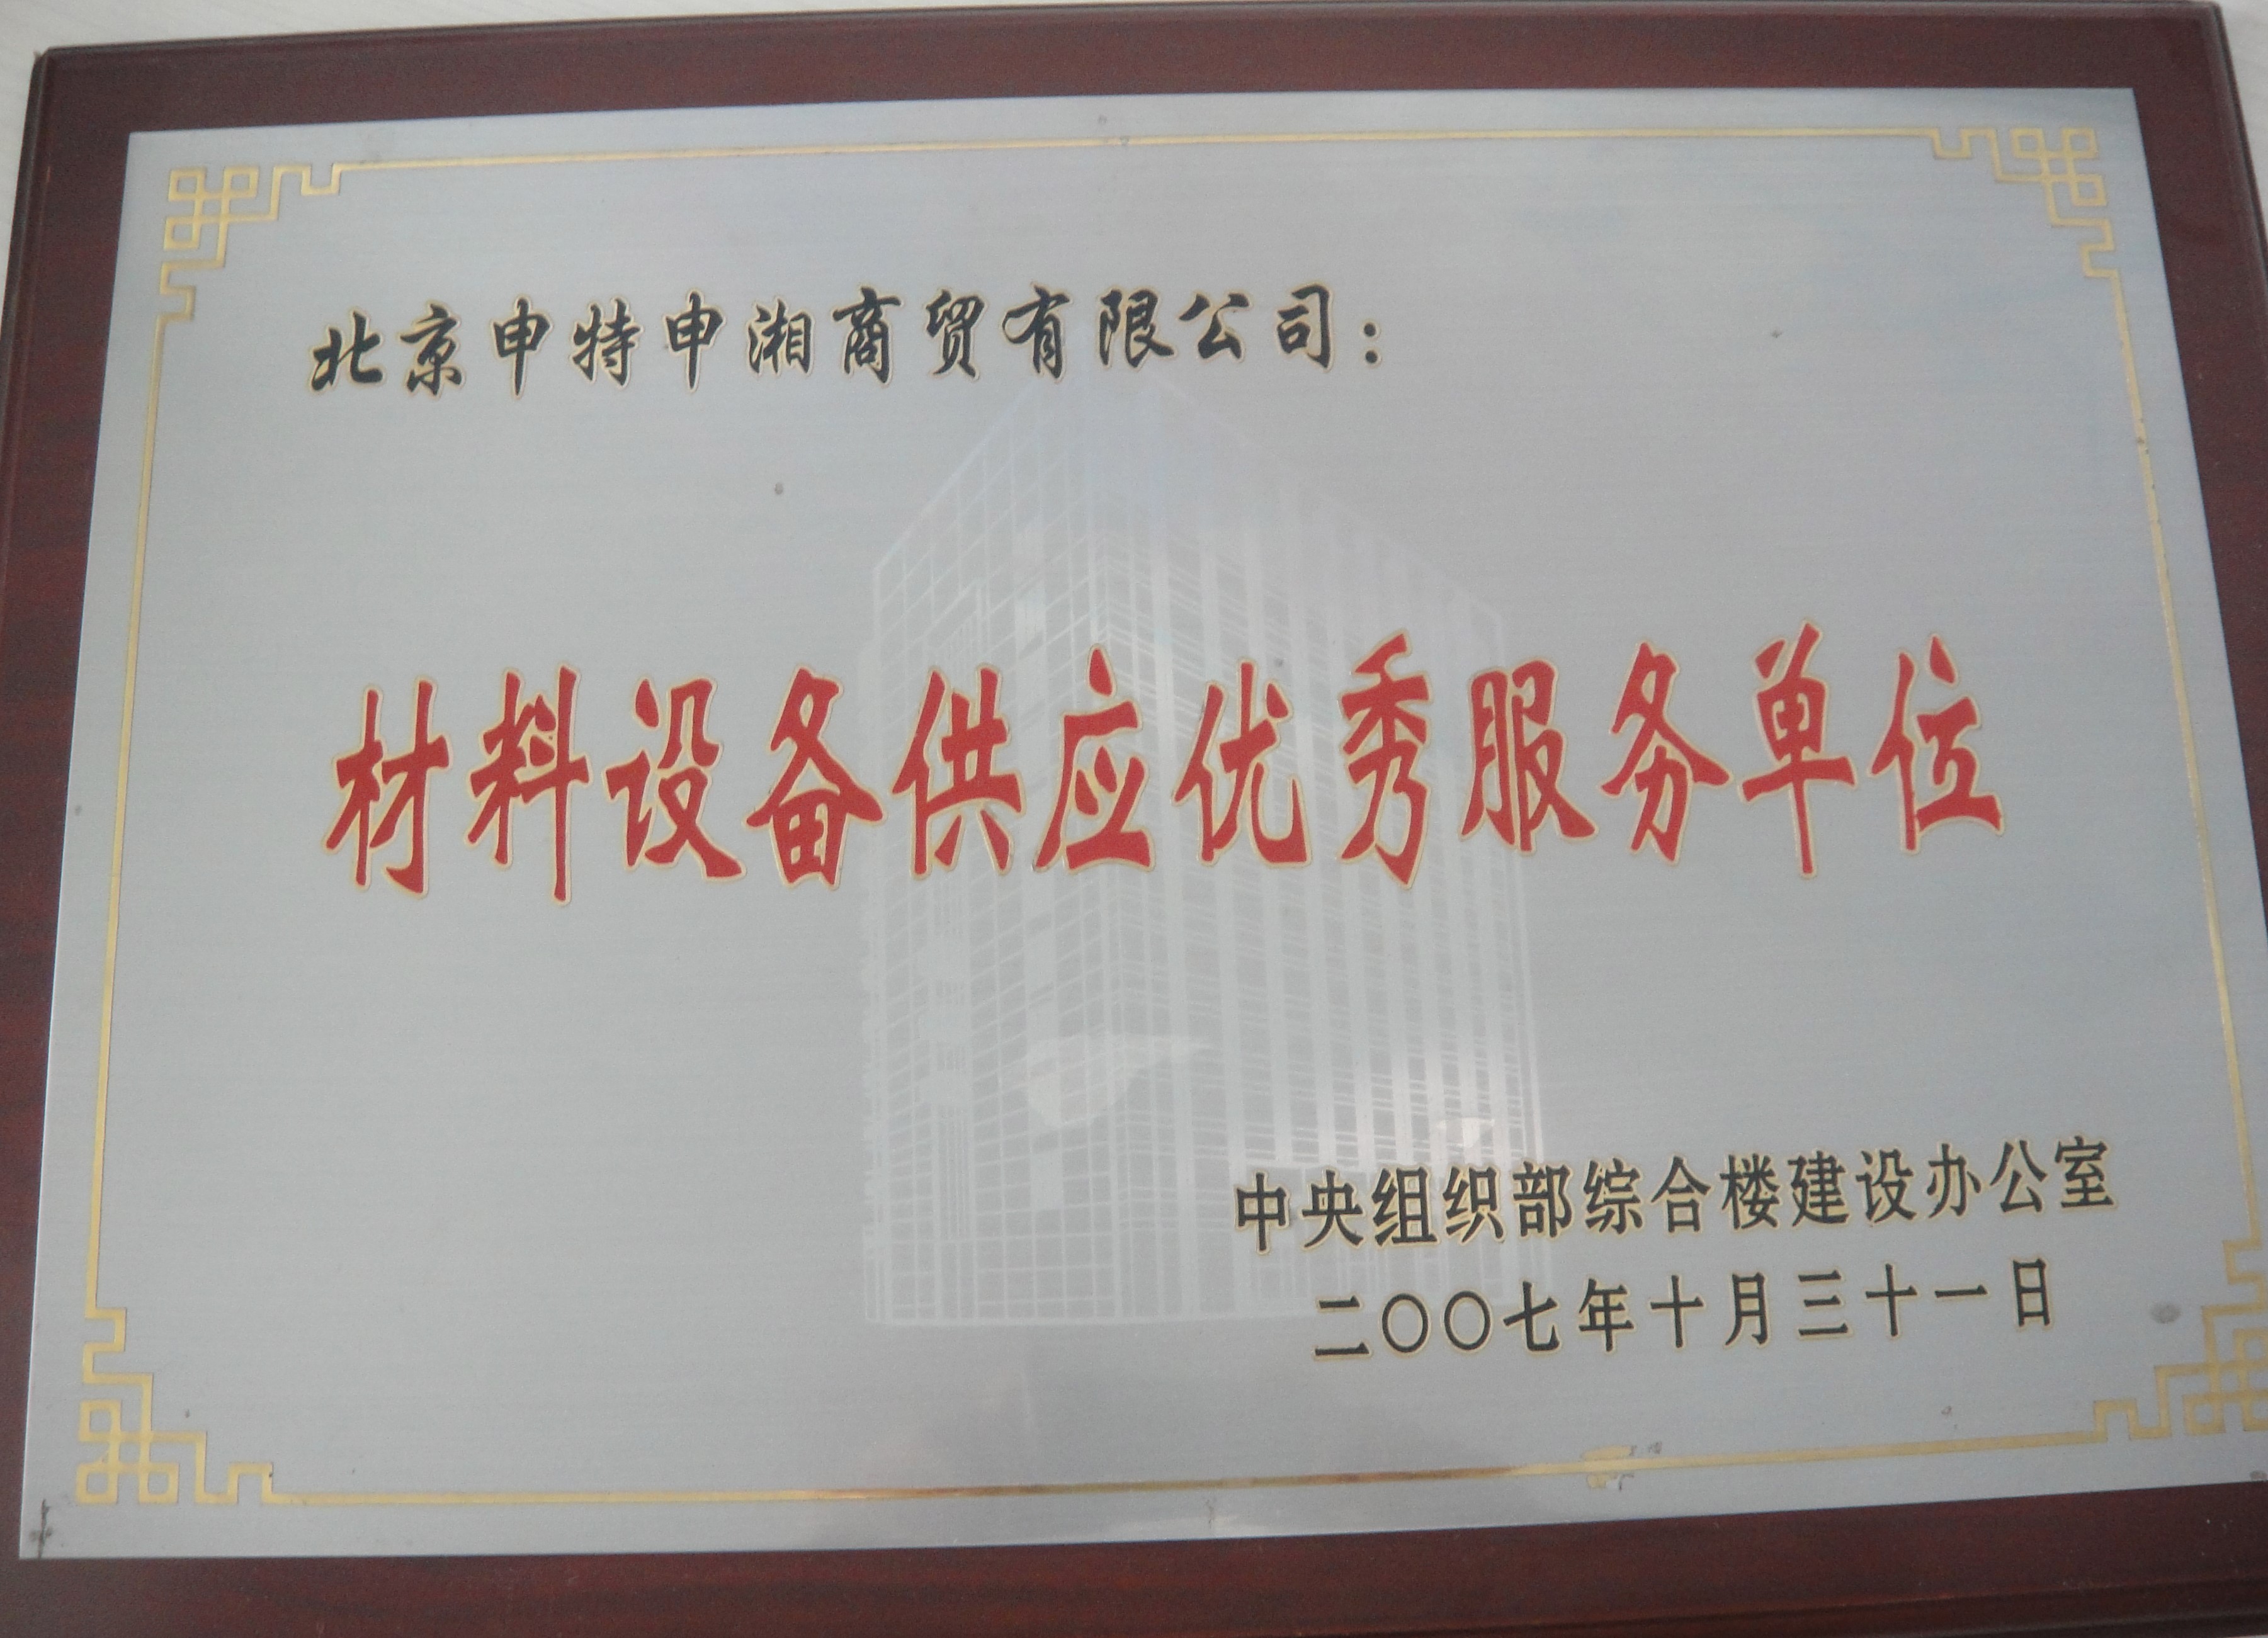 北京申特申湘商贸有限公司：
材料设备供应优秀服务单位
中央组织部综合楼建设办公室
二〇〇七年十月三十一日